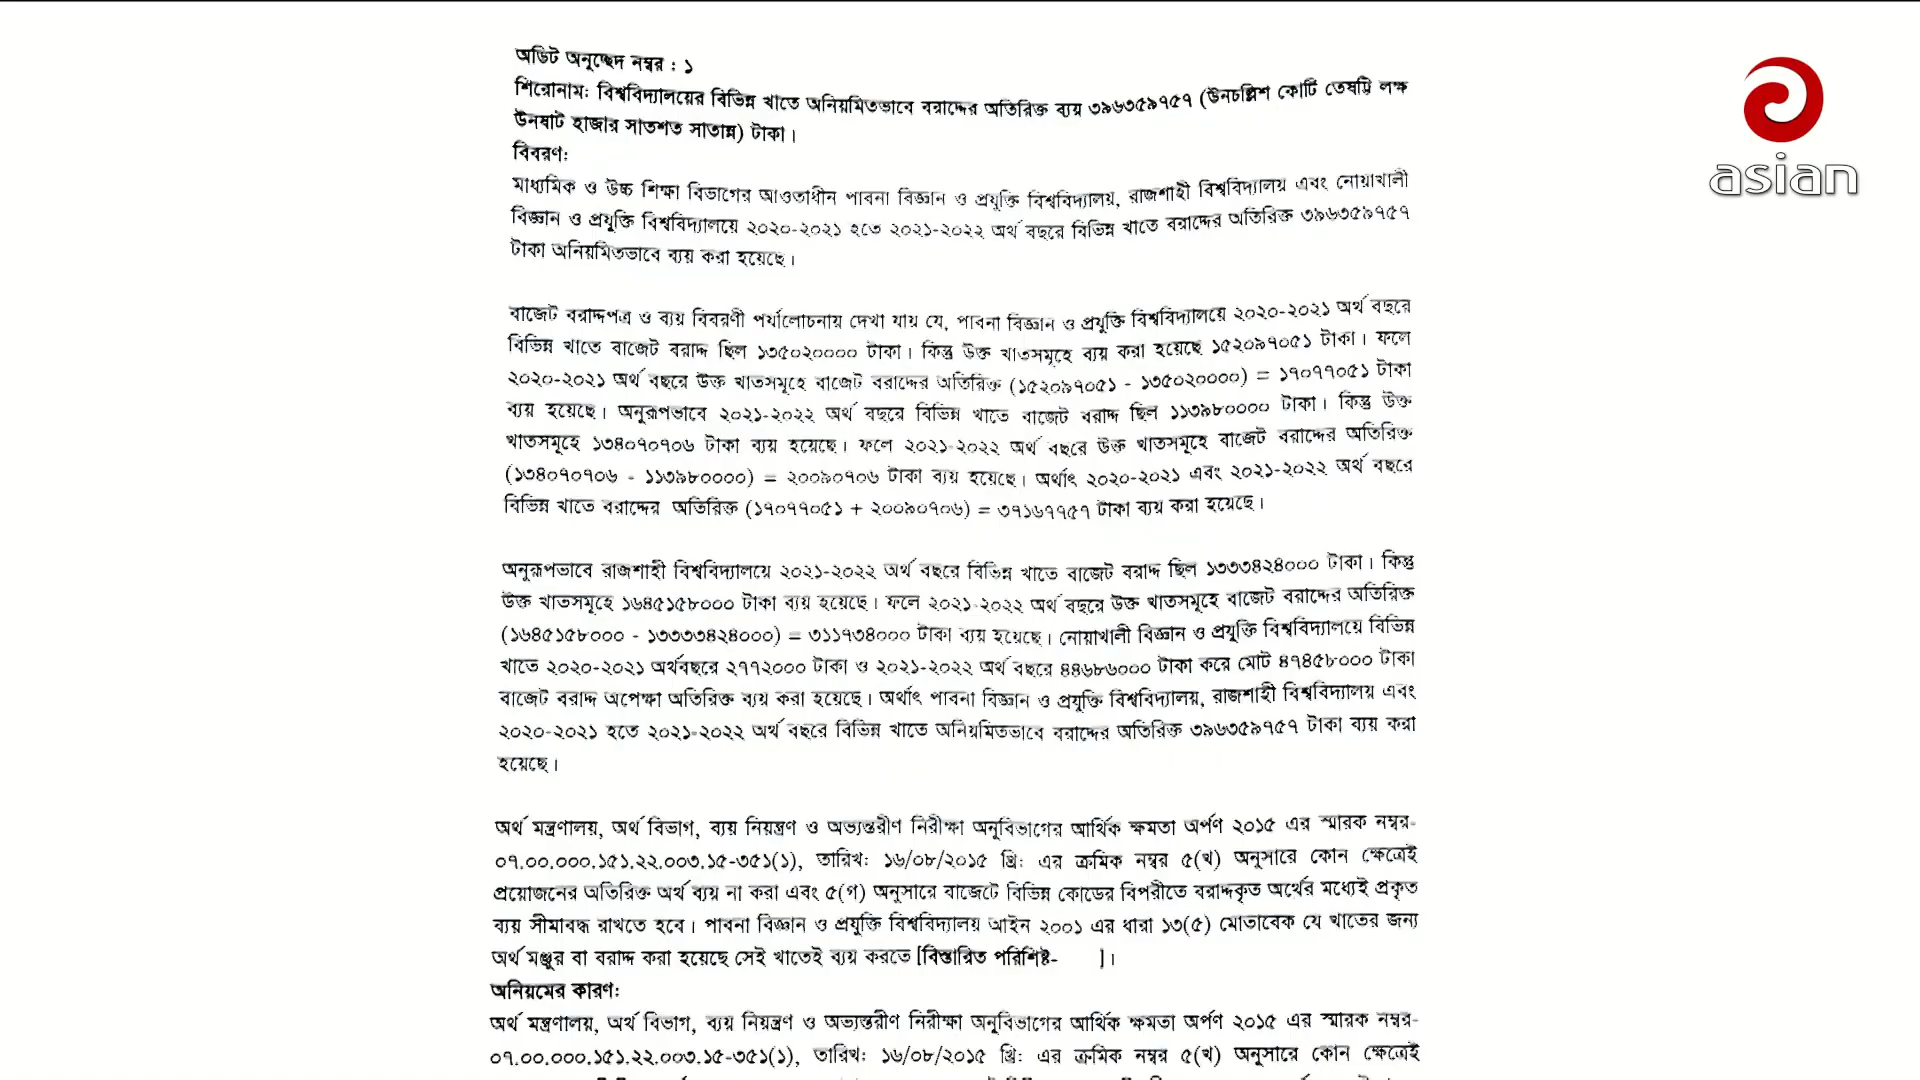 অডিট অনুচ্ছেদ নম্বর : ১
শিরোনাম: বিশ্ববিদ্যালয়ের বিভিন্ন খাতে অনিয়মিতভাবে বরাদ্দের অতিরিক্ত ব্যয় ৩৯৬৩৫৯৭৫৭ (উনচল্লিশ কোটি তেষট্টি লক্ষ
উনষাট হাজার সাতশত সাতান্ন) টাকা।
বিবরণ:
মাধ্যমিক ও উচ্চ শিক্ষা বিভাগের আওতাধীন পাবনা বিজ্ঞান ও প্রযুক্তি বিশ্ববিদ্যালয়, রাজশাহী বিশ্ববিদ্যালয় এবং নোয়াখালী
বিজ্ঞান ও প্রযুক্তি বিশ্ববিদ্যালয়ে ২০২০-২০২১ হতে ২০২১-২০২২ অর্থ বছরে বিভিন্ন খাতে বরাদ্দের অতিরিক্ত ৩৯৬৩৫৯৭৫৭
টাকা অনিয়মিতভাবে ব্যয় করা হয়েছে।
বাজেট বরাদ্দপত্র ও ব্যয় বিবরণী পর্যালোচনায় দেখা যায় যে, পাবনা বিজ্ঞান ও প্রযুক্তি বিশ্ববিদ্যালয়ে ২০২০-২০২১ অর্থ বছরে
বিভিন্ন খাতে বাজেট বরাদ্দ ছিল ১৩৫০২০০০০ টাকা। কিন্তু উক্ত খাতসমূহে ব্যয় করা হয়েছে ১৫২০৯৭০৫১ টাকা। ফলে
২০২০-২০২১ অর্থ বছরে উক্ত খাতসমূহে বাজেট বরাদ্দের অতিরিক্ত (১৫২০৯৭০৫১ - ১৩৫০২০০০০) = ১৭০৭৭০৫১ টাকা
ব্যয় হয়েছে। অনুরূপভাবে ২০২১-২০২২ অর্থ বছরে বিভিন্ন খাতে বাজেট বরাদ্দ ছিল ১১৩৯৮০০০০ টাকা। কিন্তু উক্ত
খাতসমূহে ১৩৪০৭০৭০৬ টাকা ব্যয় হয়েছে। ফলে ২০২১-২০২২ অর্থ বছরে উক্ত খাতসমূহে বাজেট বরাদ্দের অতিরিক্ত
(১৩৪০৭০৭০৬ - ১১৩৯৮০০০০) = ২০০৯০৭০৬ টাকা ব্যয় হয়েছে। অর্থাৎ ২০২০-২০২১ এবং ২০২১-২০২২ অর্থ বছরে
বিভিন্ন খাতে বরাদ্দের অতিরিক্ত (১৭০৭৭০৫১ + ২০০৯০৭০৬) = ৩৭১৬৭৭৫৭ টাকা ব্যয় করা হয়েছে।
অনুরূপভাবে রাজশাহী বিশ্ববিদ্যালয়ে ২০২১-২০২২ অর্থ বছরে বিভিন্ন খাতে বাজেট বরাদ্দ ছিল ১৩৩৩৪২৪০০০ টাকা। কিন্তু
উক্ত খাতসমূহে ১৬৪৫১৫৮০০০ টাকা ব্যয় হয়েছে। ফলে ২০২১-২০২২ অর্থ বছরে উক্ত খাতসমূহে বাজেট বরাদ্দের অতিরিক্ত
(১৬৪৫১৫৮০০০ - ১৩৩৩৩৪২৪০০০) = ৩১১৭৩৪০০০ টাকা ব্যয় হয়েছে। নোয়াখালী বিজ্ঞান ও প্রযুক্তি বিশ্ববিদ্যালয়ে বিভিন্ন
খাতে ২০২০-২০২১ অর্থবছরে ২৭৭২০০০ টাকা ও ২০২১-২০২২ অর্থ বছরে ৪৪৬৮৬০০০ টাকা করে মোট ৪৭৪৫৮০০০ টাকা
বাজেট বরাদ্দ অপেক্ষা অতিরিক্ত ব্যয় করা হয়েছে। অর্থাৎ পাবনা বিজ্ঞান ও প্রযুক্তি বিশ্ববিদ্যালয়, রাজশাহী বিশ্ববিদ্যালয় এবং
২০২০-২০২১ হতে ২০২১-২০২২ অর্থ বছরে বিভিন্ন খাতে অনিয়মিতভাবে বরাদ্দের অতিরিক্ত ৩৯৬৩৫৯৭৫৭ টাকা ব্যয় করা
হয়েছে।
অর্থ মন্ত্রণালয়, অর্থ বিভাগ, ব্যয় নিয়ন্ত্রণ ও অভ্যন্তরীণ নিরীক্ষা অনুবিভাগের আর্থিক ক্ষমতা অর্পণ ২০১৫ এর স্মারক নম্বর-
০৭.০০.০০০.১৫১.২২.০০৩.১৫-৩৫১(১), তারিখ: ১৬/০৮/২০১৫ খ্রি: এর ক্রমিক নম্বর ৫(খ) অনুসারে কোন ক্ষেত্রেই
প্রয়োজনের অতিরিক্ত অর্থ ব্যয় না করা এবং ৫(গ) অনুসারে বাজেটে বিভিন্ন কোডের বিপরীতে বরাদ্দকৃত অর্থের মধ্যেই প্রকৃত
ব্যয় সীমাবদ্ধ রাখতে হবে। পাবনা বিজ্ঞান ও প্রযুক্তি বিশ্ববিদ্যালয় আইন ২০০১ এর ধারা ১৩(৫) মোতাবেক যে খাতের জন্য
অর্থ মঞ্জুর বা বরাদ্দ করা হয়েছে সেই খাতেই ব্যয় করতে [বিস্তারিত পরিশিষ্ট- ]।
অনিয়মের কারণ:
অর্থ মন্ত্রণালয়, অর্থ বিভাগ, ব্যয় নিয়ন্ত্রণ ও অভ্যন্তরীণ নিরীক্ষা অনুবিভাগের আর্থিক ক্ষমতা অর্পণ ২০১৫ এর স্মারক নম্বর-
০৭.০০.০০০.১৫১.২২.০০৩.১৫-৩৫১(১), তারিখ: ১৬/০৮/২০১৫ খ্রি: এর ক্রমিক নম্বর ৫(খ) অনুসারে কোন ক্ষেত্রেই
asian